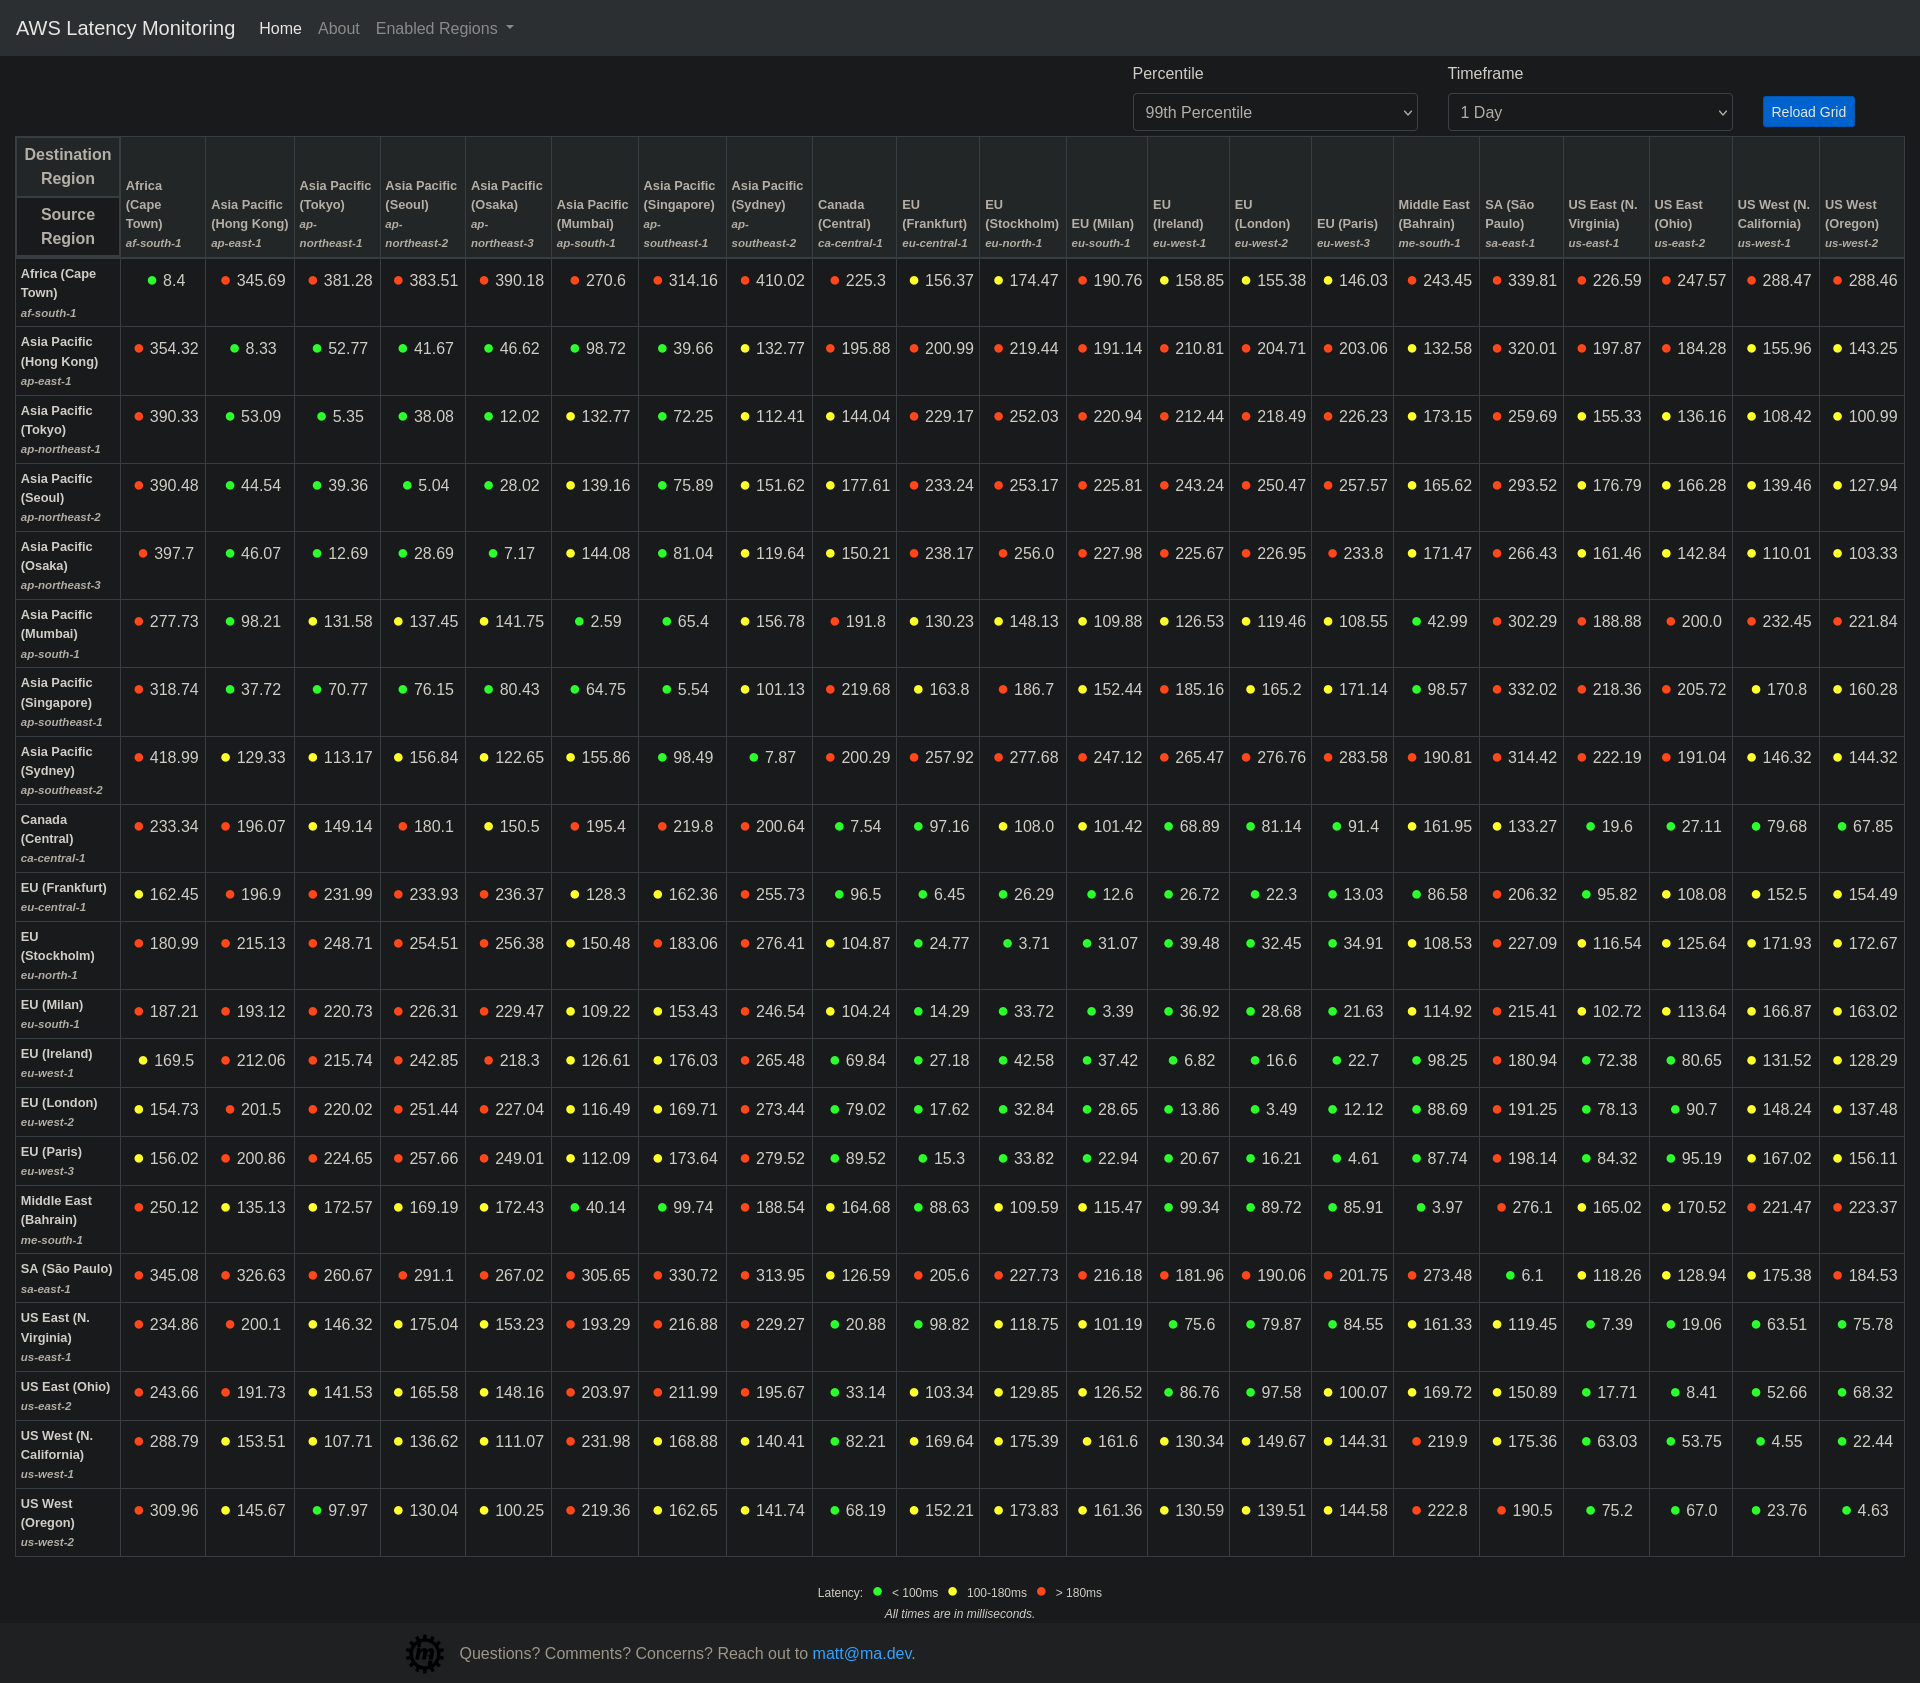 AWS Latency Monitoring Home About Enabled Regions
Percentile Timeframe
99th Percentile 1 Day Reload Grid
Destination Region
Source Region
Africa (Cape Town) af-south-1
Asia Pacific (Hong Kong) ap-east-1
Asia Pacific (Tokyo) ap-northeast-1
Asia Pacific (Seoul) ap-northeast-2
Asia Pacific (Osaka) ap-northeast-3
Asia Pacific (Mumbai) ap-south-1
Asia Pacific (Singapore) ap-southeast-1
Asia Pacific (Sydney) ap-southeast-2
Canada (Central) ca-central-1
EU (Frankfurt) eu-central-1
EU (Stockholm) eu-north-1
EU (Milan) eu-south-1
EU (Ireland) eu-west-1
EU (London) eu-west-2
EU (Paris) eu-west-3
Middle East (Bahrain) me-south-1
SA (São Paulo) sa-east-1
US East (N. Virginia) us-east-1
US East (Ohio) us-east-2
US West (N. California) us-west-1
US West (Oregon) us-west-2
Africa (Cape Town) af-south-1 8.4 345.69 381.28 383.51 390.18 270.6 314.16 410.02 225.3 156.37 174.47 190.76 158.85 155.38 146.03 243.45 339.81 226.59 247.57 288.47 288.46
Asia Pacific (Hong Kong) ap-east-1 354.32 8.33 52.77 41.67 46.62 98.72 39.66 132.77 195.88 200.99 219.44 191.14 210.81 204.71 203.06 132.58 320.01 197.87 184.28 155.96 143.25
Asia Pacific (Tokyo) ap-northeast-1 390.33 53.09 5.35 38.08 12.02 132.77 72.25 112.41 144.04 229.17 252.03 220.94 212.44 218.49 226.23 173.15 259.69 155.33 136.16 108.42 100.99
Asia Pacific (Seoul) ap-northeast-2 390.48 44.54 39.36 5.04 28.02 139.16 75.89 151.62 177.61 233.24 253.17 225.81 243.24 250.47 257.57 165.62 293.52 176.79 166.28 139.46 127.94
Asia Pacific (Osaka) ap-northeast-3 397.7 46.07 12.69 28.69 7.17 144.08 81.04 119.64 150.21 238.17 256.0 227.98 225.67 226.95 233.8 171.47 266.43 161.46 142.84 110.01 103.33
Asia Pacific (Mumbai) ap-south-1 277.73 98.21 131.58 137.45 141.75 2.59 65.4 156.78 191.8 130.23 148.13 109.88 126.53 119.46 108.55 42.99 302.29 188.88 200.0 232.45 221.84
Asia Pacific (Singapore) ap-southeast-1 318.74 37.72 70.77 76.15 80.43 64.75 5.54 101.13 219.68 163.8 186.7 152.44 185.16 165.2 171.14 98.57 332.02 218.36 205.72 170.8 160.28
Asia Pacific (Sydney) ap-southeast-2 418.99 129.33 113.17 156.84 122.65 155.86 98.49 7.87 200.29 257.92 277.68 247.12 265.47 276.76 283.58 190.81 314.42 222.19 191.04 146.32 144.32
Canada (Central) ca-central-1 233.34 196.07 149.14 180.1 150.5 195.4 219.8 200.64 7.54 97.16 108.0 101.42 68.89 81.14 91.4 161.95 133.27 19.6 27.11 79.68 67.85
EU (Frankfurt) eu-central-1 162.45 196.9 231.99 233.93 236.37 128.3 162.36 255.73 96.5 6.45 26.29 12.6 26.72 22.3 13.03 86.58 206.32 95.82 108.08 152.5 154.49
EU (Stockholm) eu-north-1 180.99 215.13 248.71 254.51 256.38 150.48 183.06 276.41 104.87 24.77 3.71 31.07 39.48 32.45 34.91 108.53 227.09 116.54 125.64 171.93 172.67
EU (Milan) eu-south-1 187.21 193.12 220.73 226.31 229.47 109.22 153.43 246.54 104.24 14.29 33.72 3.39 36.92 28.68 21.63 114.92 215.41 102.72 113.64 166.87 163.02
EU (Ireland) eu-west-1 169.5 212.06 215.74 242.85 218.3 126.61 176.03 265.48 69.84 27.18 42.58 37.42 6.82 16.6 22.7 98.25 180.94 72.38 80.65 131.52 128.29
EU (London) eu-west-2 154.73 201.5 220.02 251.44 227.04 116.49 169.71 273.44 79.02 17.62 32.84 28.65 13.86 3.49 12.12 88.69 191.25 78.13 90.7 148.24 137.48
EU (Paris) eu-west-3 156.02 200.86 224.65 257.66 249.01 112.09 173.64 279.52 89.52 15.3 33.82 22.94 20.67 16.21 4.61 87.74 198.14 84.32 95.19 167.02 156.11
Middle East (Bahrain) me-south-1 250.12 135.13 172.57 169.19 172.43 40.14 99.74 188.54 164.68 88.63 109.59 115.47 99.34 89.72 85.91 3.97 276.1 165.02 170.52 221.47 223.37
SA (São Paulo) sa-east-1 345.08 326.63 260.67 291.1 267.02 305.65 330.72 313.95 126.59 205.6 227.73 216.18 181.96 190.06 201.75 273.48 6.1 118.26 128.94 175.38 184.53
US East (N. Virginia) us-east-1 234.86 200.1 146.32 175.04 153.23 193.29 216.88 229.27 20.88 98.82 118.75 101.19 75.6 79.87 84.55 161.33 119.45 7.39 19.06 63.51 75.78
US East (Ohio) us-east-2 243.66 191.73 141.53 165.58 148.16 203.97 211.99 195.67 33.14 103.34 129.85 126.52 86.76 97.58 100.07 169.72 150.89 17.71 8.41 52.66 68.32
US West (N. California) us-west-1 288.79 153.51 107.71 136.62 111.07 231.98 168.88 140.41 82.21 169.64 175.39 161.6 130.34 149.67 144.31 219.9 175.36 63.03 53.75 4.55 22.44
US West (Oregon) us-west-2 309.96 145.67 97.97 130.04 100.25 219.36 162.65 141.74 68.19 152.21 173.83 161.36 130.59 139.51 144.58 222.8 190.5 75.2 67.0 23.76 4.63
Latency: < 100ms 100-180ms > 180ms
All times are in milliseconds.
m Questions? Comments? Concerns? Reach out to matt@ma.dev.